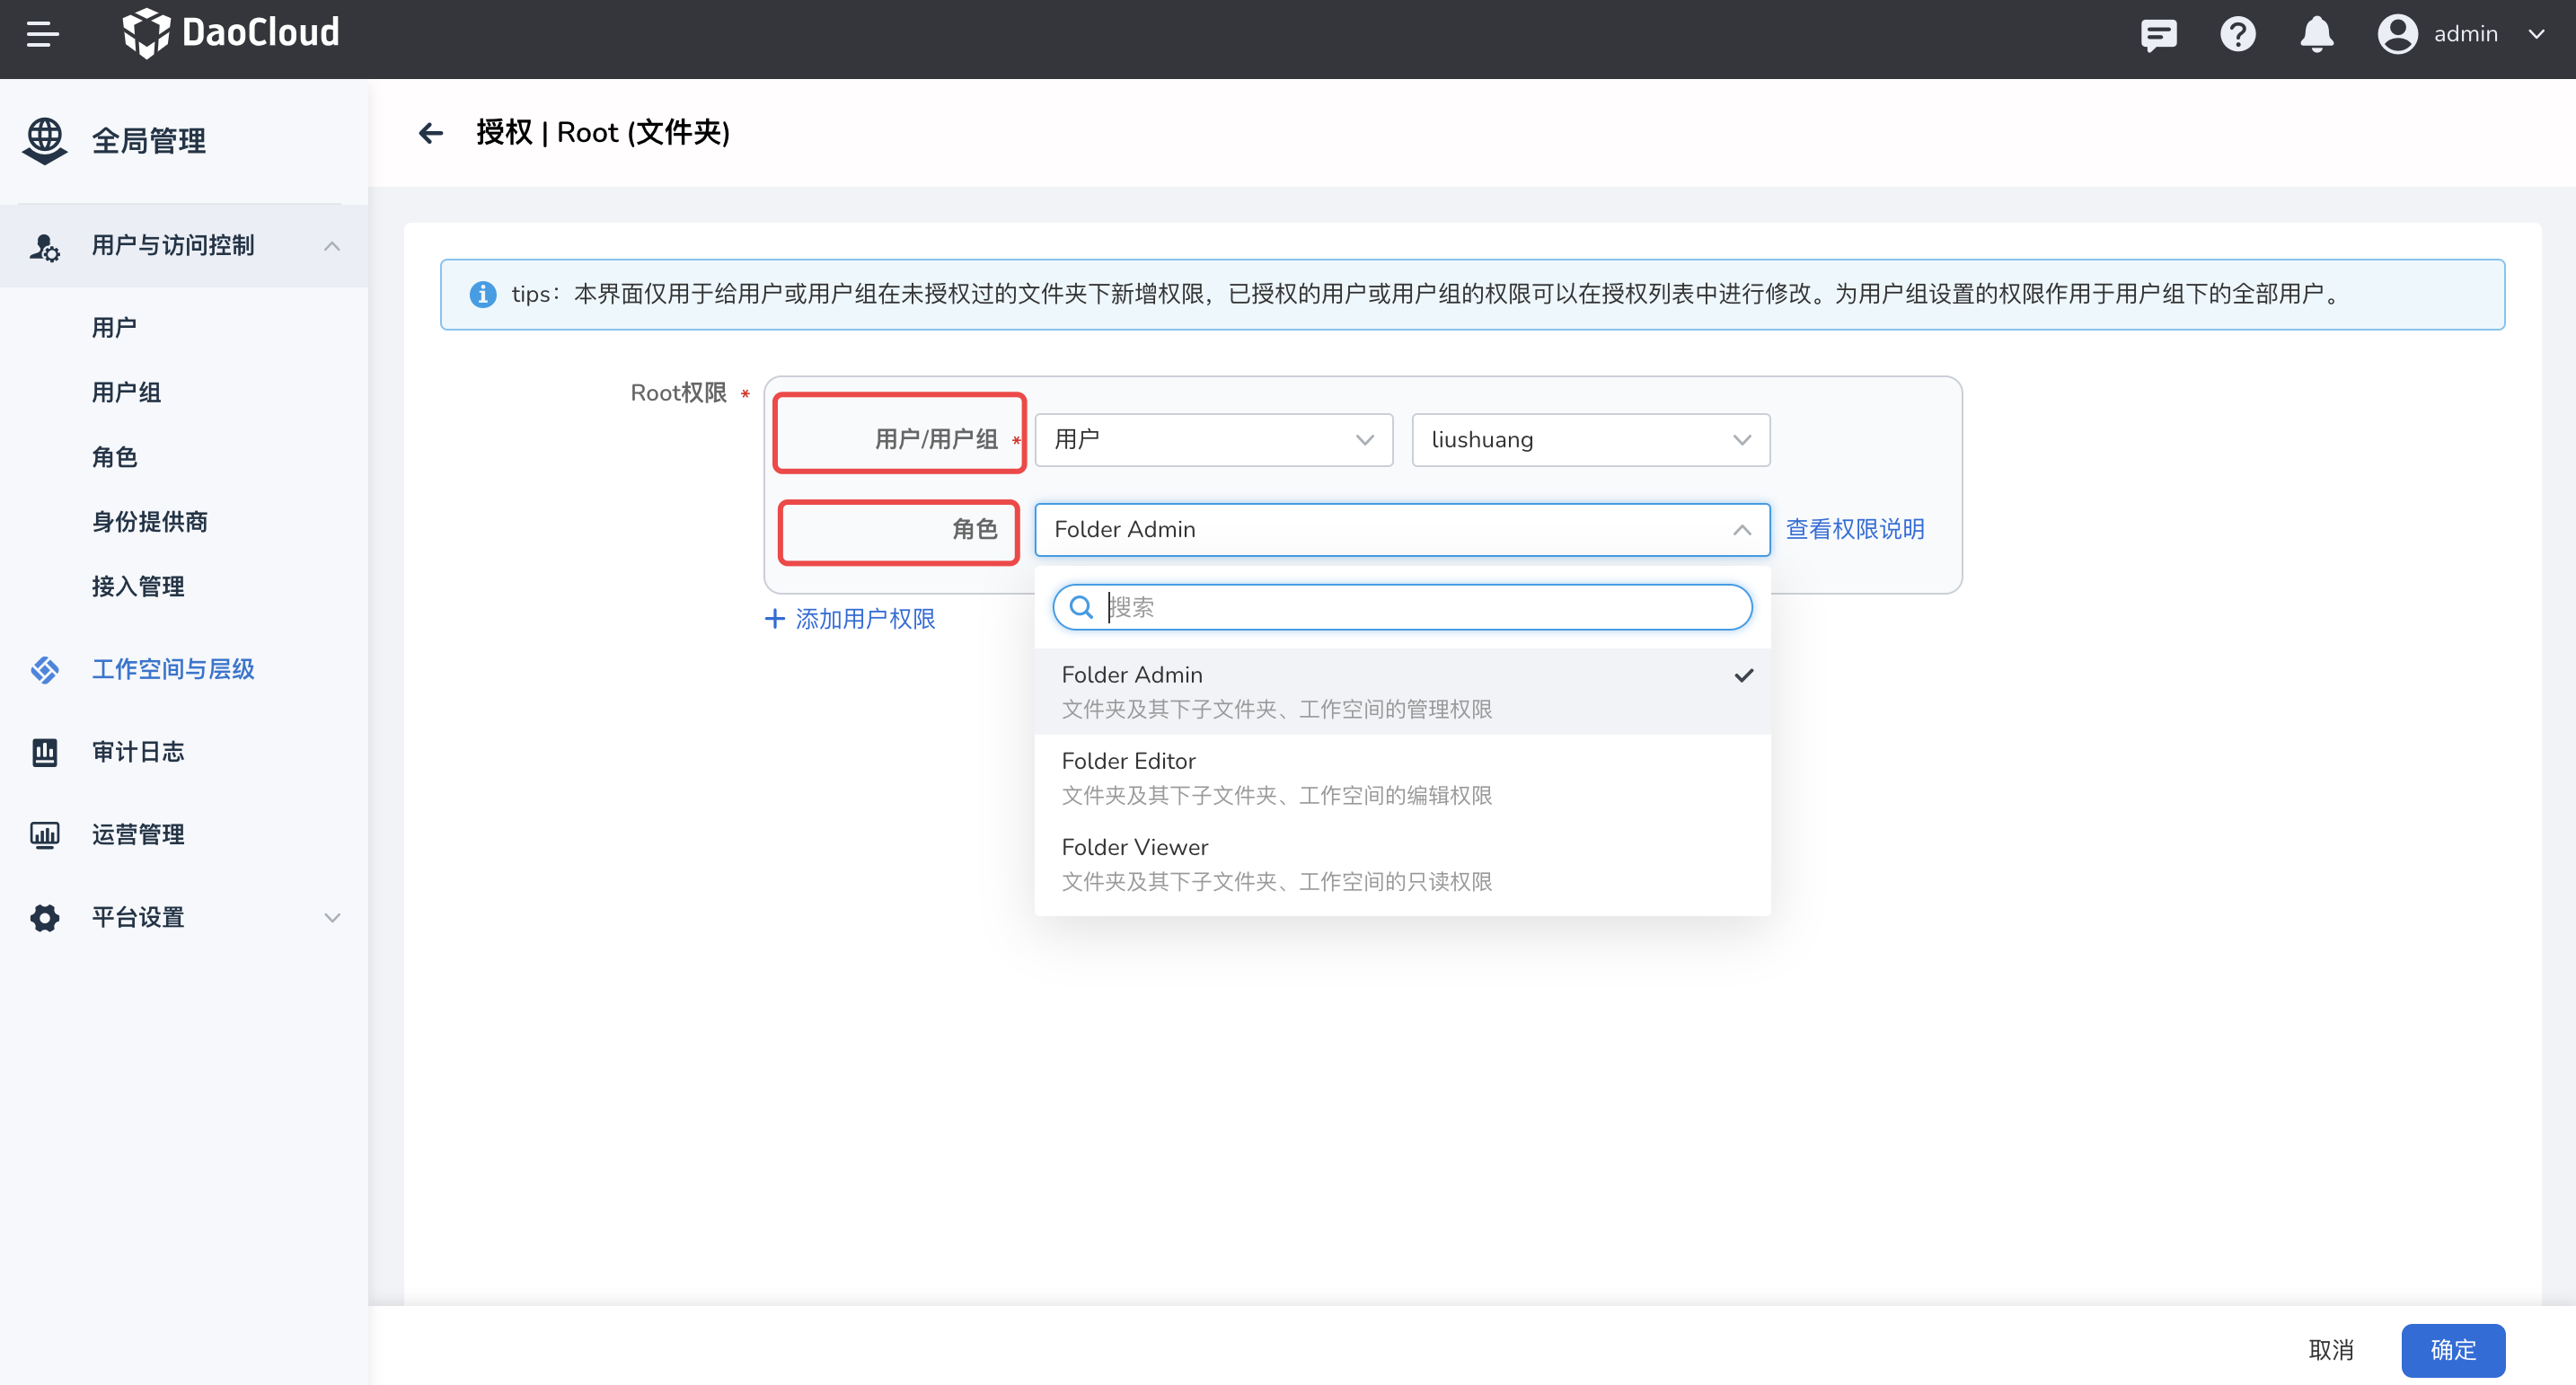 DaoCloud
admin
全局管理
用户与访问控制
用户
用户组
角色
身份提供商
接入管理
工作空间与层级
审计日志
运营管理
平台设置
授权 | Root (文件夹)
tips：本界面仅用于给用户或用户组在未授权过的文件夹下新增权限，已授权的用户或用户组的权限可以在授权列表中进行修改。为用户组设置的权限作用于用户组下的全部用户。
Root权限 *
用户/用户组 * 用户 liushuang
角色 Folder Admin 查看权限说明
+ 添加用户权限
搜索
Folder Admin
文件夹及其下子文件夹、工作空间的管理权限
Folder Editor
文件夹及其下子文件夹、工作空间的编辑权限
Folder Viewer
文件夹及其下子文件夹、工作空间的只读权限
取消 确定